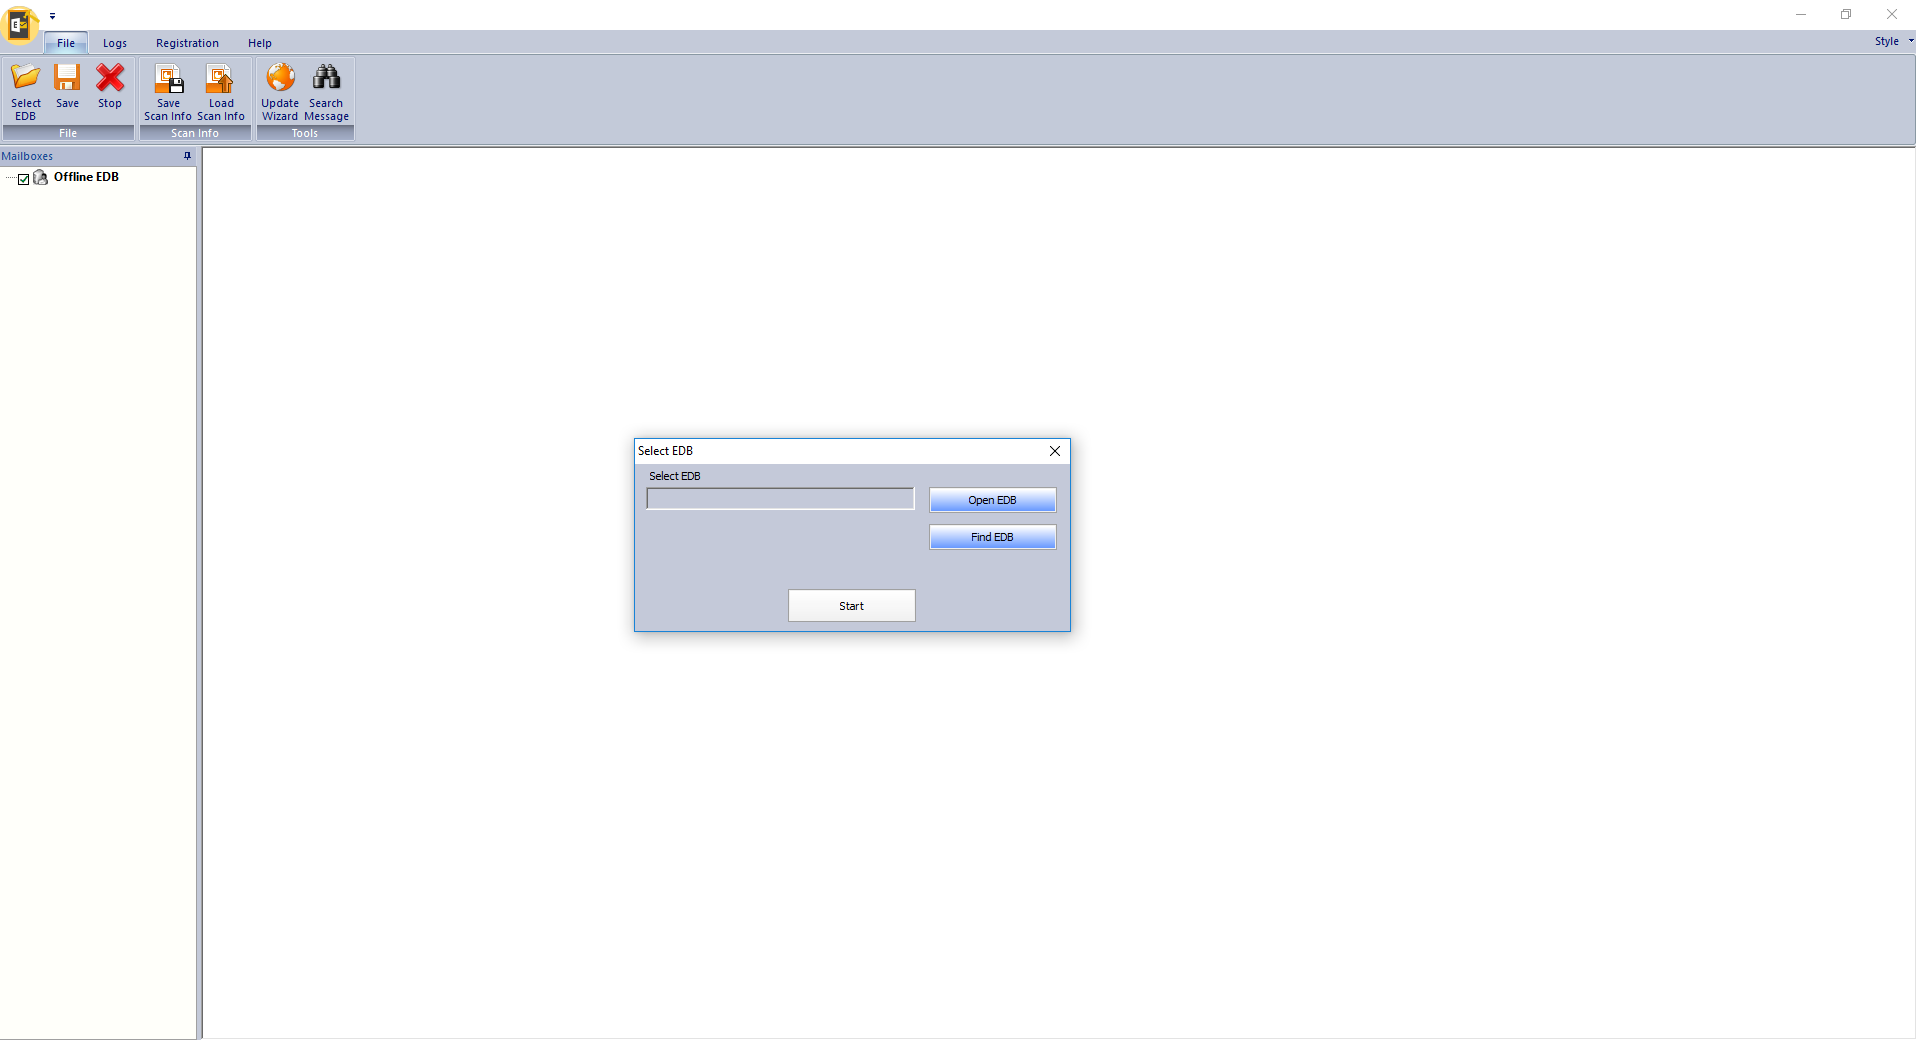 File Logs Registration Help Style
Select EDB Save Stop Save Scan Info Load Scan Info Update Wizard Search Message
File Scan Info Tools
Mailboxes
Offline EDB
Select EDB
Select EDB
Open EDB
Find EDB
Start